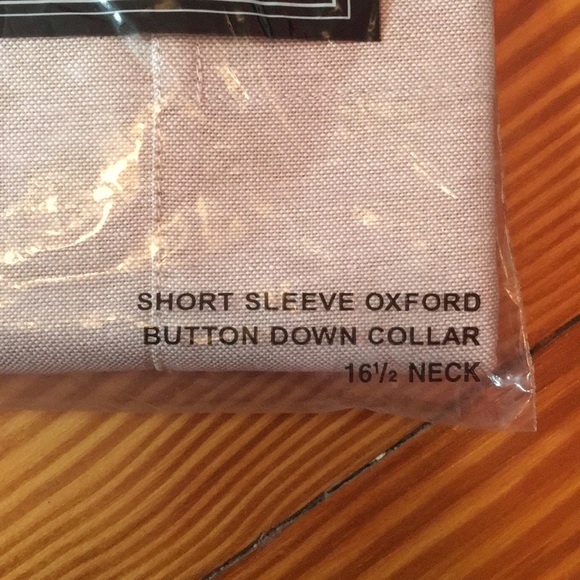 SHORT SLEEVE OXFORD
BUTTON DOWN COLLAR
16½ NECK